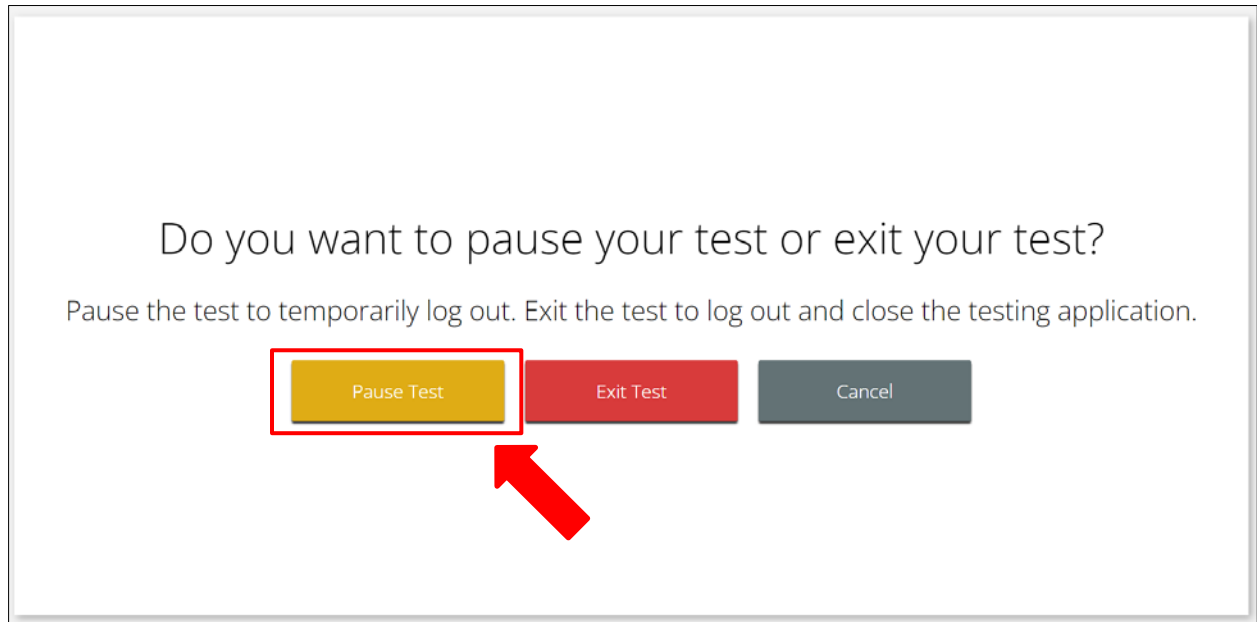 Do you want to pause your test or exit your test?
Pause the test to temporarily log out. Exit the test to log out and close the testing application.
Pause Test
Exit Test
Cancel